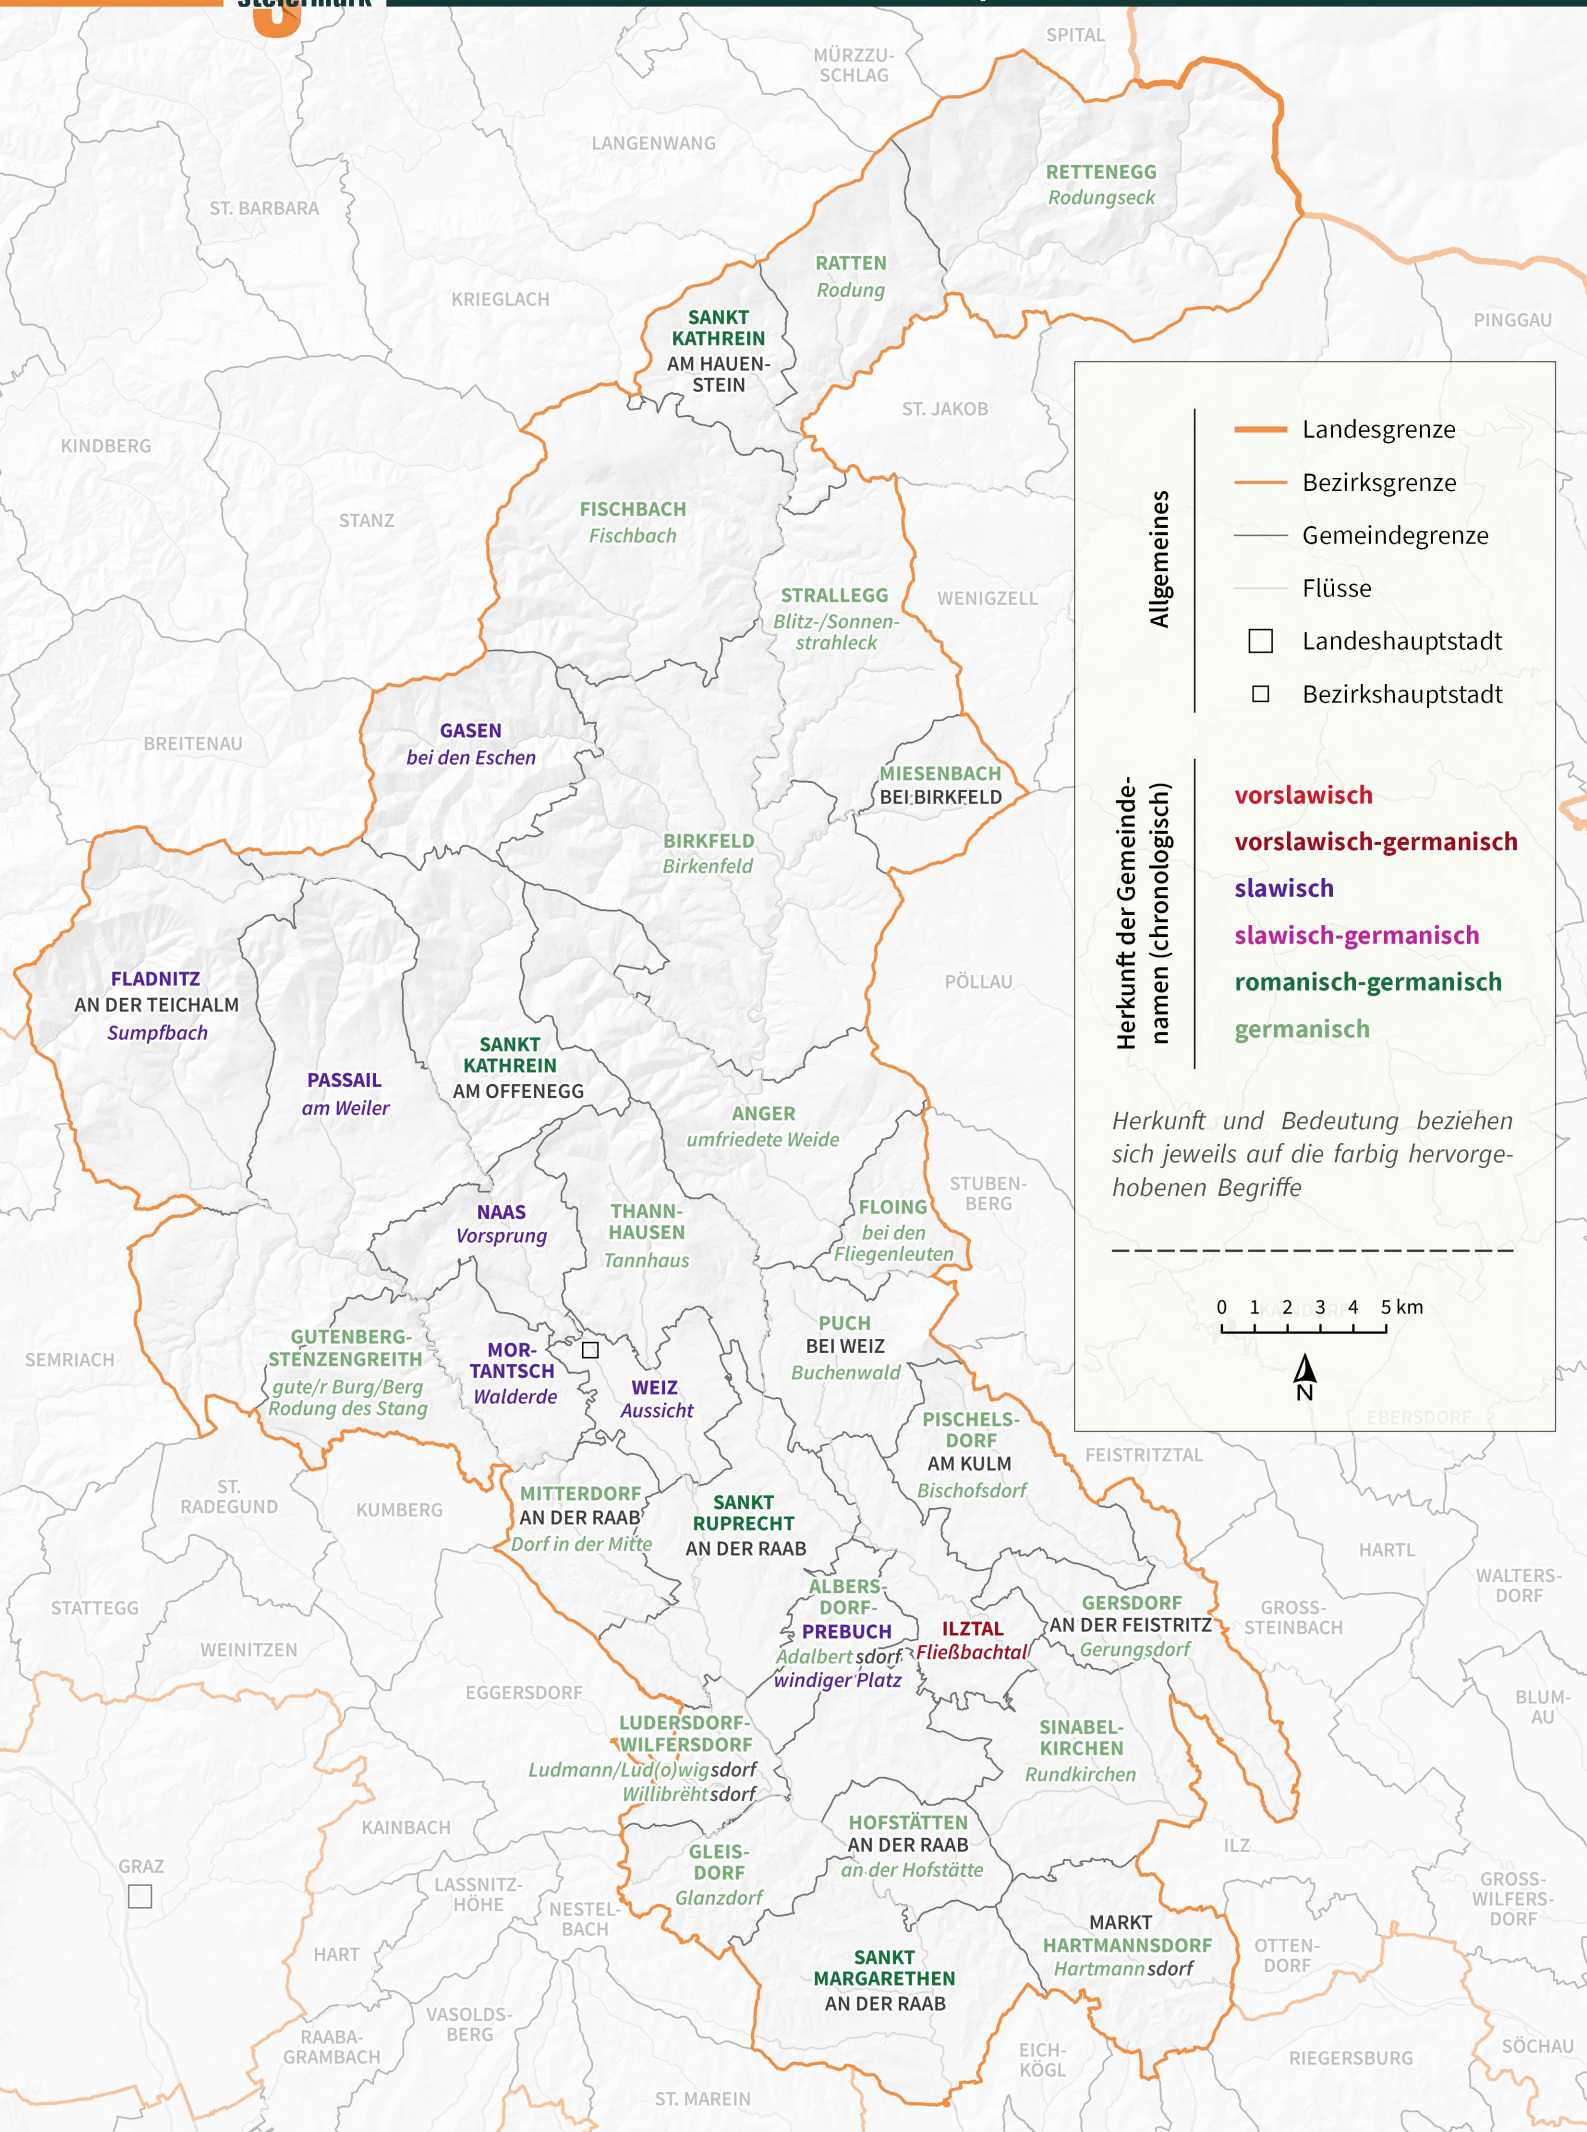 Steiermark
SPITAL
MÜRZZU-
SCHLAG
LANGENWANG
RETTENEGG
Rodungseck
ST. BARBARA
RATTEN
Rodung
KRIEGLACH
SANKT
KATHREIN
AM HAUEN-
STEIN
PINGGAU
ST. JAKOB
KINDBERG
STANZ
FISCHBACH
Fischbach
STRALLEGG
Blitz-/Sonnen-
strahleck
WENIGZELL
GASEN
bei den Eschen
BREITENAU
MIESENBACH
BEI BIRKFELD
BIRKFELD
Birkenfeld
FLADNITZ
AN DER TEICHALM
Sumpfbach
PÖLLAU
SANKT
KATHREIN
AM OFFENEGG
PASSAIL
am Weiler
ANGER
umfriedete Weide
STUBEN-
BERG
NAAS
Vorsprung
THANN-
HAUSEN
Tannhaus
FLOING
bei den
Fliegenleuten
SEMRIACH
GUTENBERG-
STENZENGREITH
gute/r Burg/Berg
Rodung des Stang
MOR-
TANTSCH
Walderde
WEIZ
Aussicht
PUCH
BEI WEIZ
Buchenwald
PISCHELS-
DORF
AM KULM
Bischofsdorf
FEISTRITZTAL
ST.
RADEGUND
KUMBERG
MITTERDORF
AN DER RAAB
Dorf in der Mitte
SANKT
RUPRECHT
AN DER RAAB
HARTL
WALTERS-
DORF
STATTEGG
WEINITZEN
ALBERS-
DORF-
PREBUCH
Adalbertsdorf
windiger Platz
ILZTAL
Fließbachtal
GERSDORF
AN DER FEISTRITZ
Gerungsdorf
GROSS-
STEINBACH
EGGERSDORF
BLUM-
AU
LUDERSDORF-
WILFERSDORF
Ludmann/Lud(o)wigsdorf
Willibrehtsdorf
SINABEL-
KIRCHEN
Rundkirchen
KAINBACH
HOFSTÄTTEN
AN DER RAAB
an der Hofstätte
ILZ
GRAZ
LASSNITZ-
HÖHE
GLEIS-
DORF
Glanzdorf
NESTEL-
BACH
GROSS-
WILFERS-
DORF
HART
MARKT
HARTMANNSDORF
Hartmannsdorf
OTTEN-
DORF
SANKT
MARGARETHEN
AN DER RAAB
VASOLDS-
BERG
RAABA-
GRAMBACH
EICH-
KÖGL
RIEGERSBURG
SÖCHAU
ST. MAREIN
Allgemeines
Landesgrenze
Bezirksgrenze
Gemeindegrenze
Flüsse
Landeshauptstadt
Bezirkshauptstadt
Herkunft der Gemeinde-
namen (chronologisch)
vorslawisch
vorslawisch-germanisch
slawisch
slawisch-germanisch
romanisch-germanisch
germanisch
Herkunft und Bedeutung beziehen
sich jeweils auf die farbig hervorge-
hobenen Begriffe
KAINDORF
0 1 2 3 4 5 km
N
EBERSDORF